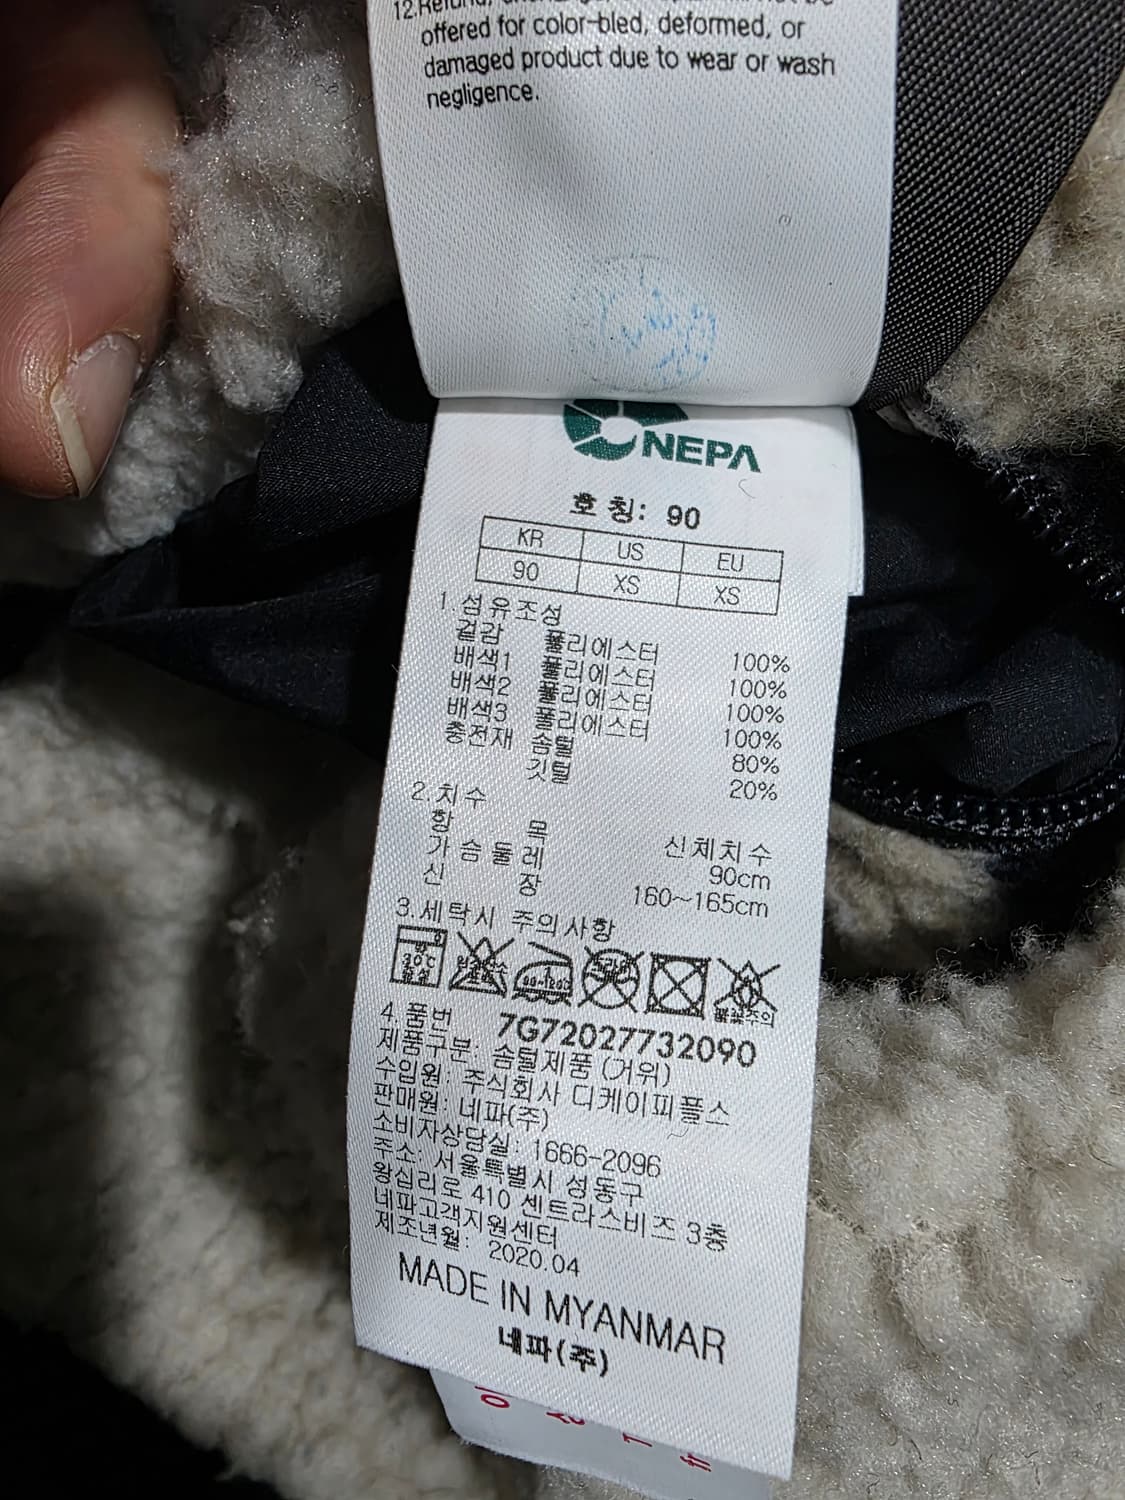 offered for color-bled, deformed, or
damaged product due to wear or wash
negligence.
NEPA
호 칭: 90
KR US EU
90 XS XS
1.섬유조성
겉감 폴리에스터 100%
배색1 폴리에스터 100%
배색2 폴리에스터 100%
배색3 폴리에스터 100%
충전재 솜털 80%
깃털 20%
2.치수
항 목 신체치수
가슴둘레 90cm
신 장 160~165cm
3.세탁시 주의사항
4.품번 7G72027732090
제품구분: 솜털제품(거위)
수입원: 주식회사 디케이피플스
판매원: 네파(주)
소비자상담실: 1666-2096
주소: 서울특별시 성동구
왕십리로 410 센트라스비즈 3층
네파고객지원센터
제조년월: 2020.04
MADE IN MYANMAR
네파(주)